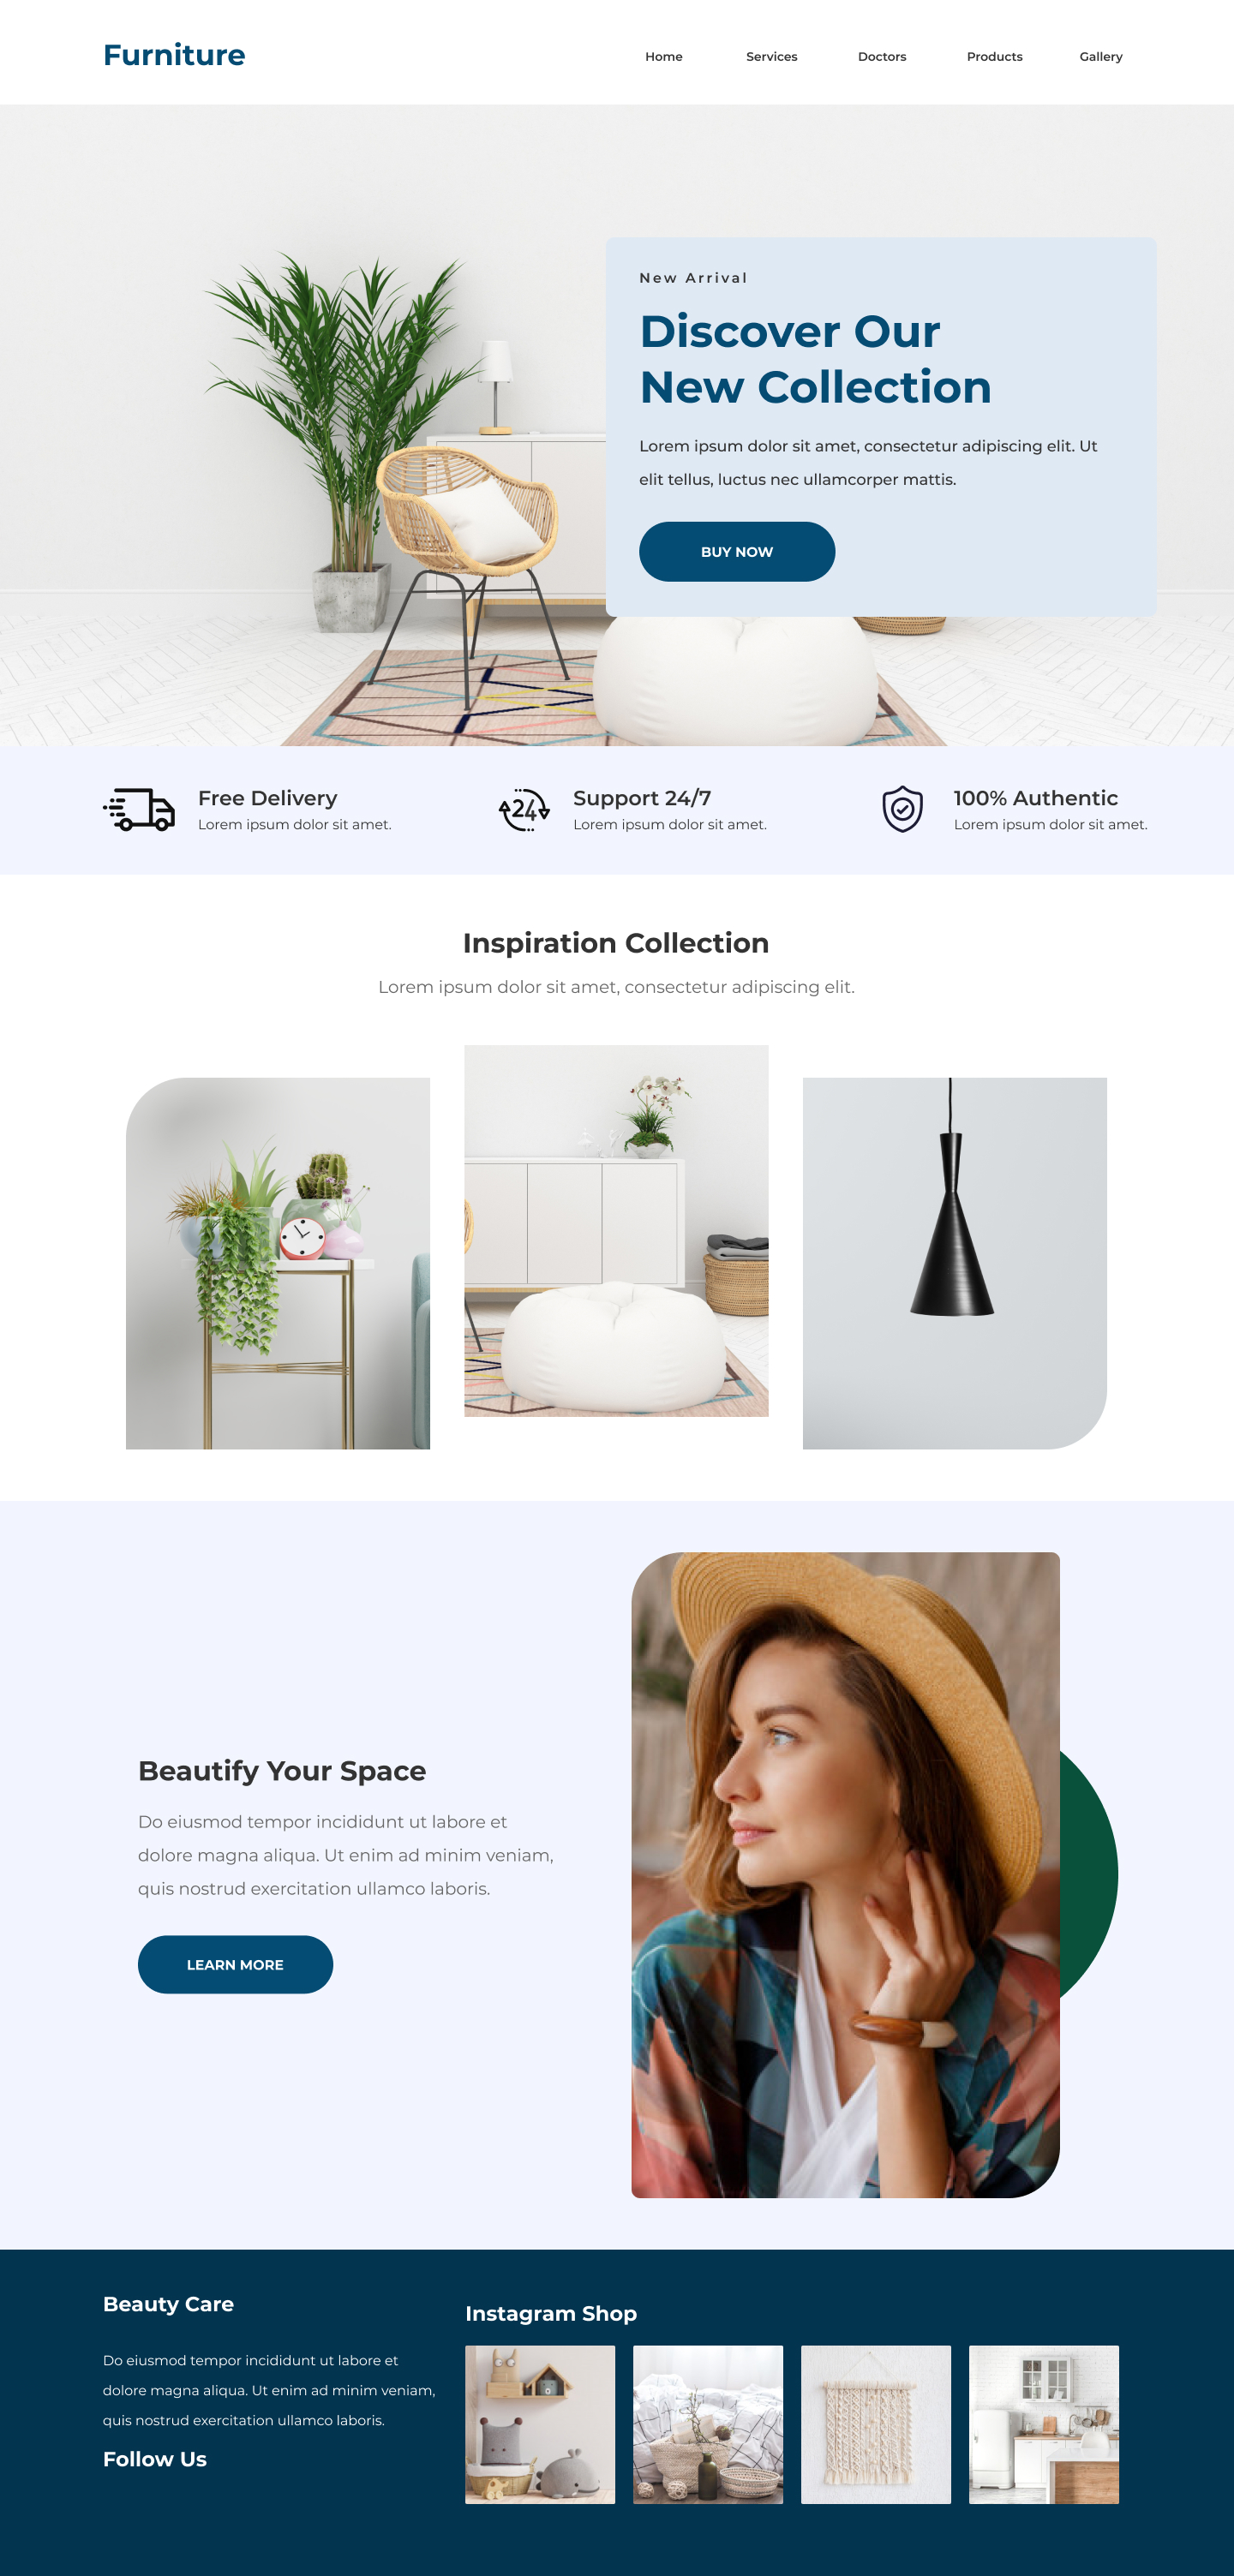 Furniture
Home
Services
Doctors
Products
Gallery
New Arrival
Discover Our
New Collection
Lorem ipsum dolor sit amet, consectetur adipiscing elit. Ut
elit tellus, luctus nec ullamcorper mattis.
BUY NOW
Free Delivery
Lorem ipsum dolor sit amet.
24
Support 24/7
Lorem ipsum dolor sit amet.
100% Authentic
Lorem ipsum dolor sit amet.
Inspiration Collection
Lorem ipsum dolor sit amet, consectetur adipiscing elit.
Beautify Your Space
Do eiusmod tempor incididunt ut labore et
dolore magna aliqua. Ut enim ad minim veniam,
quis nostrud exercitation ullamco laboris.
LEARN MORE
Beauty Care
Do eiusmod tempor incididunt ut labore et
dolore magna aliqua. Ut enim ad minim veniam,
quis nostrud exercitation ullamco laboris.
Follow Us
Instagram Shop